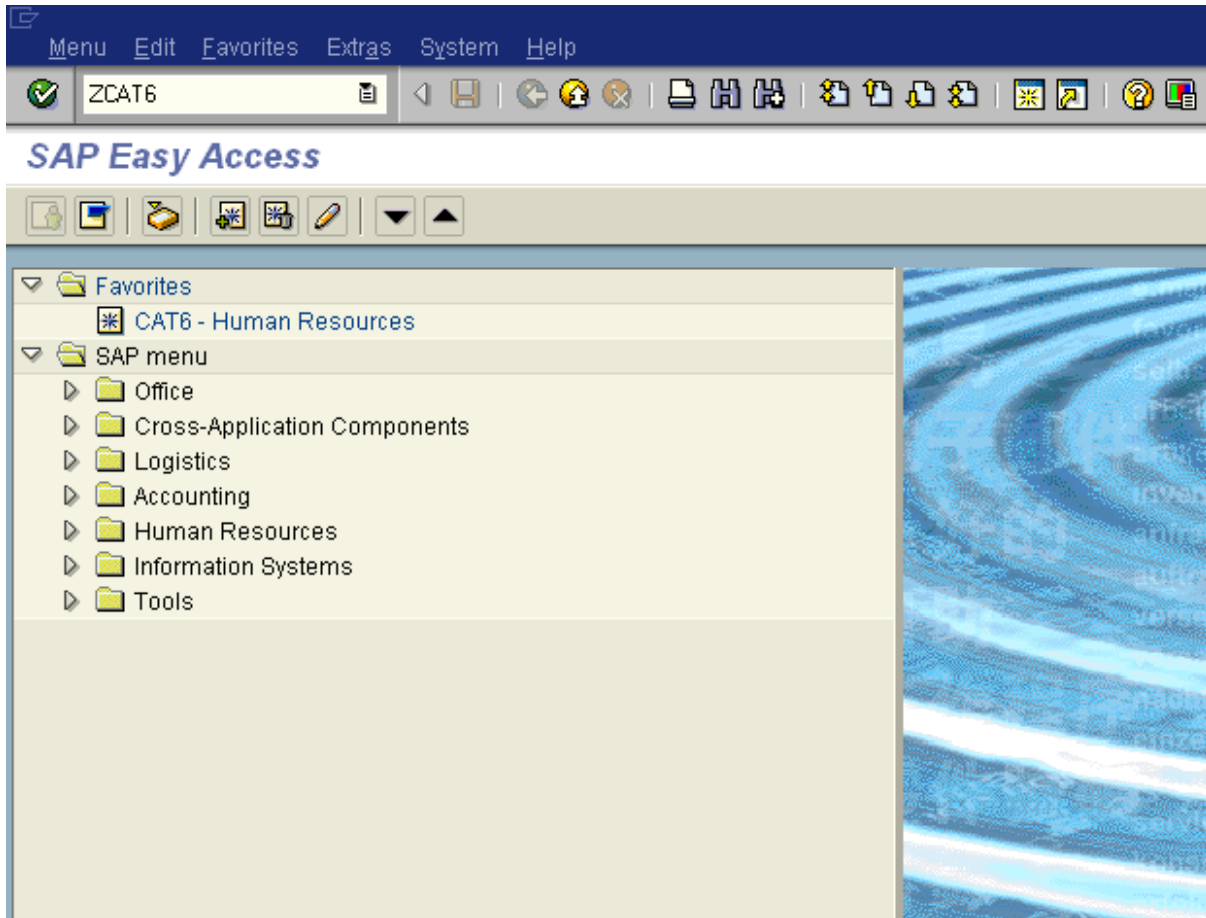 Menu Edit Favorites Extras System Help
ZCAT6
SAP Easy Access
Favorites
CAT6 - Human Resources
SAP menu
Office
Cross-Application Components
Logistics
Accounting
Human Resources
Information Systems
Tools